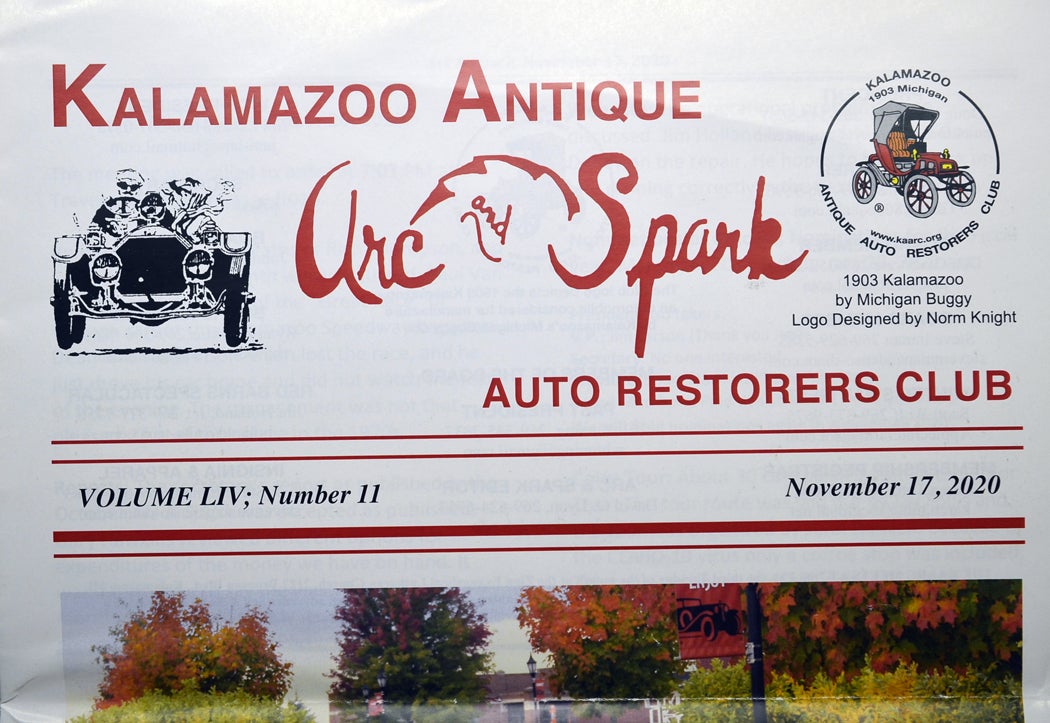 KALAMAZOO ANTIQUE
Arc and Spark
AUTO RESTORERS CLUB
KALAMAZOO
1903 Michigan
®
www.kaarc.org
ANTIQUE AUTO RESTORERS CLUB
1903 Kalamazoo
by Michigan Buggy
Logo Designed by Norm Knight
VOLUME LIV; Number 11
November 17, 2020
ENJOY